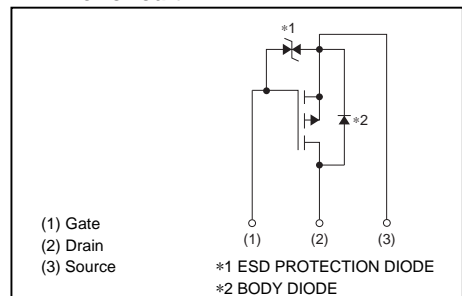 ∗1
∗2
(1) Gate
(2) Drain
(3) Source
(1) (2) (3)
∗1 ESD PROTECTION DIODE
∗2 BODY DIODE